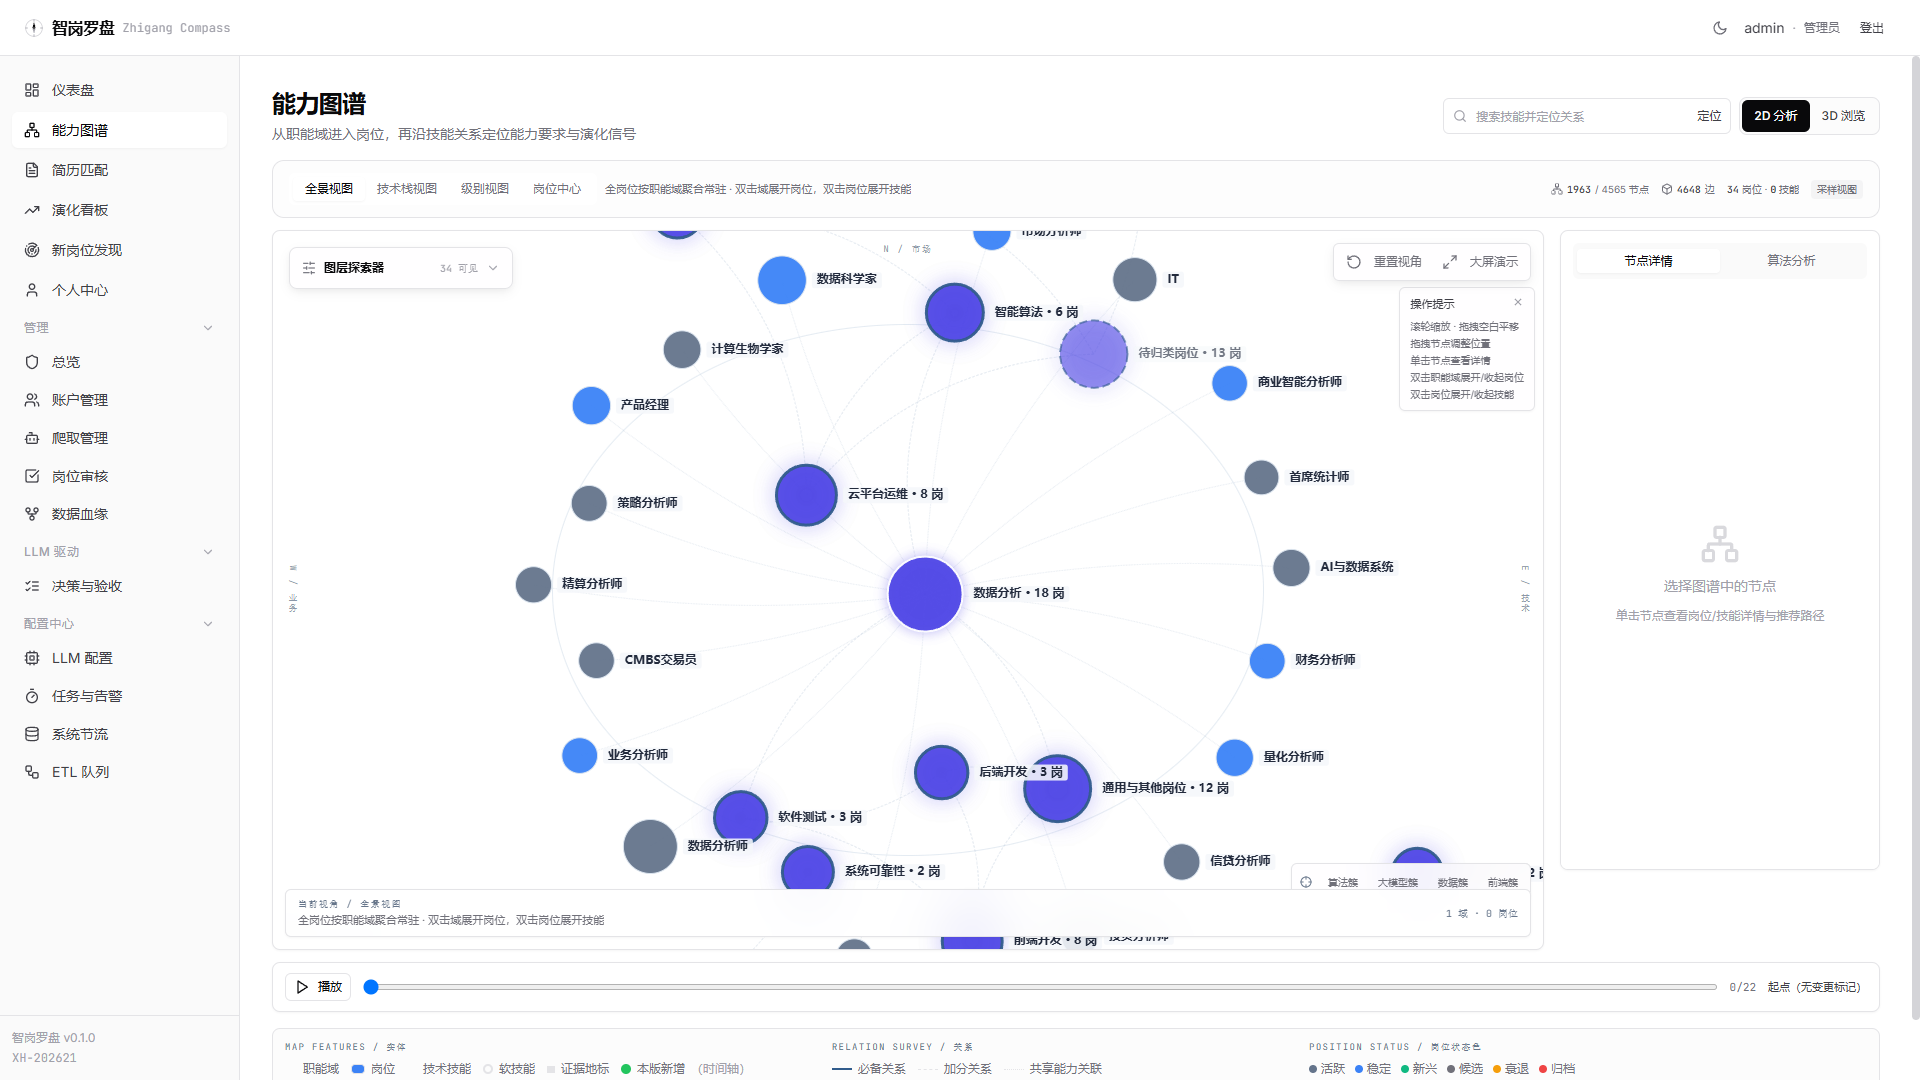 智岗罗盘 Zhigang Compass
admin · 管理员 登出
仪表盘
能力图谱
简历匹配
演化看板
新岗位发现
个人中心
管理
总览
账户管理
爬取管理
岗位审核
数据血缘
LLM 驱动
决策与验收
配置中心
LLM 配置
任务与告警
系统节流
ETL 队列
智岗罗盘 v0.1.0
XH-202621
能力图谱
从职能域进入岗位，再沿技能关系定位能力要求与演化信号
搜索技能并定位关系 定位
2D 分析 3D 浏览
全景视图 技术栈视图 级别视图 岗位中心 全岗位按职能域聚合常驻 · 双击域展开岗位，双击岗位展开技能
1963 / 4565 节点 4648 边 34 岗位 · 0 技能 采样视图
图层探索器 34 可见
N / 市场
市场分析师
重置视角 大屏演示
操作提示
滚轮缩放 · 拖拽空白平移
拖拽节点调整位置
单击节点查看详情
双击职能域展开/收起岗位
双击岗位展开/收起技能
数据科学家
IT
智能算法 • 6 岗
计算生物学家
待归类岗位 • 13 岗
商业智能分析师
产品经理
首席统计师
云平台运维 • 8 岗
策略分析师
AI与数据系统
W / 业务
E / 技术
精算分析师
数据分析 • 18 岗
CMBS交易员
财务分析师
业务分析师
量化分析师
后端开发 • 3 岗
通用与其他岗位 • 12 岗
软件测试 • 3 岗
数据分析师
信贷分析师
系统可靠性 • 2 岗
算法簇 大模型簇 数据簇 前端簇
当前视角 / 全景视图
全岗位按职能域聚合常驻 · 双击域展开岗位，双击岗位展开技能
1 域 · 0 岗位
前端开发 • 8 岗
投资分析师
节点详情 算法分析
选择图谱中的节点
单击节点查看岗位/技能详情与推荐路径
播放
0/22 起点（无变更标记）
MAP FEATURES / 实体
职能域 岗位 技术技能 软技能 证据地标 本版新增 (时间轴)
RELATION SURVEY / 关系
必备关系 加分关系 共享能力关联
POSITION STATUS / 岗位状态色
活跃 稳定 新兴 候选 衰退 归档